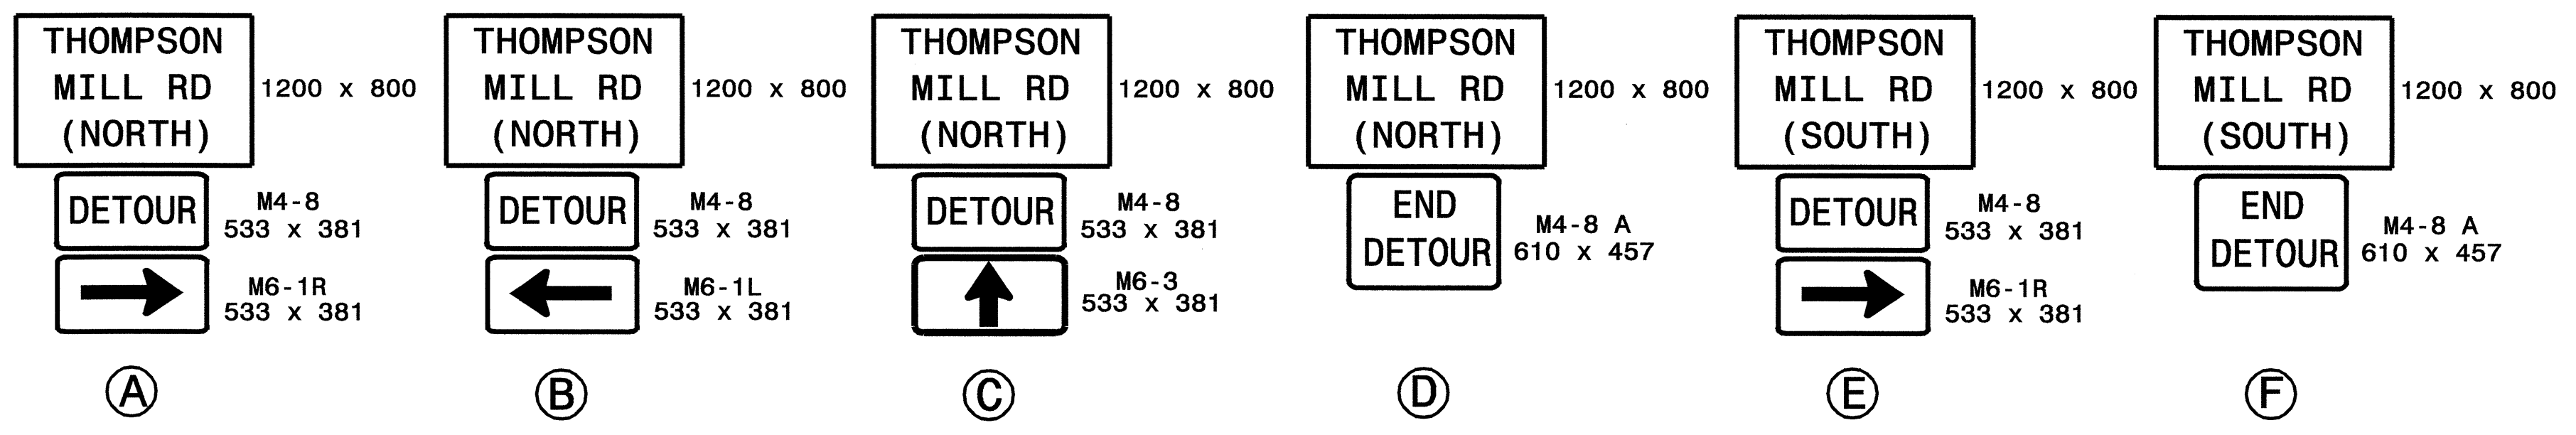 THOMPSON
MILL RD
(NORTH)
1200 x 800
DETOUR
M4-8
533 x 381
M6-1R
533 x 381
A
THOMPSON
MILL RD
(NORTH)
1200 x 800
DETOUR
M4-8
533 x 381
M6-1L
533 x 381
B
THOMPSON
MILL RD
(NORTH)
1200 x 800
DETOUR
M4-8
533 x 381
M6-3
533 x 381
C
THOMPSON
MILL RD
(NORTH)
1200 x 800
END
DETOUR
M4-8 A
610 x 457
D
THOMPSON
MILL RD
(SOUTH)
1200 x 800
DETOUR
M4-8
533 x 381
M6-1R
533 x 381
E
THOMPSON
MILL RD
(SOUTH)
1200 x 800
END
DETOUR
M4-8 A
610 x 457
F